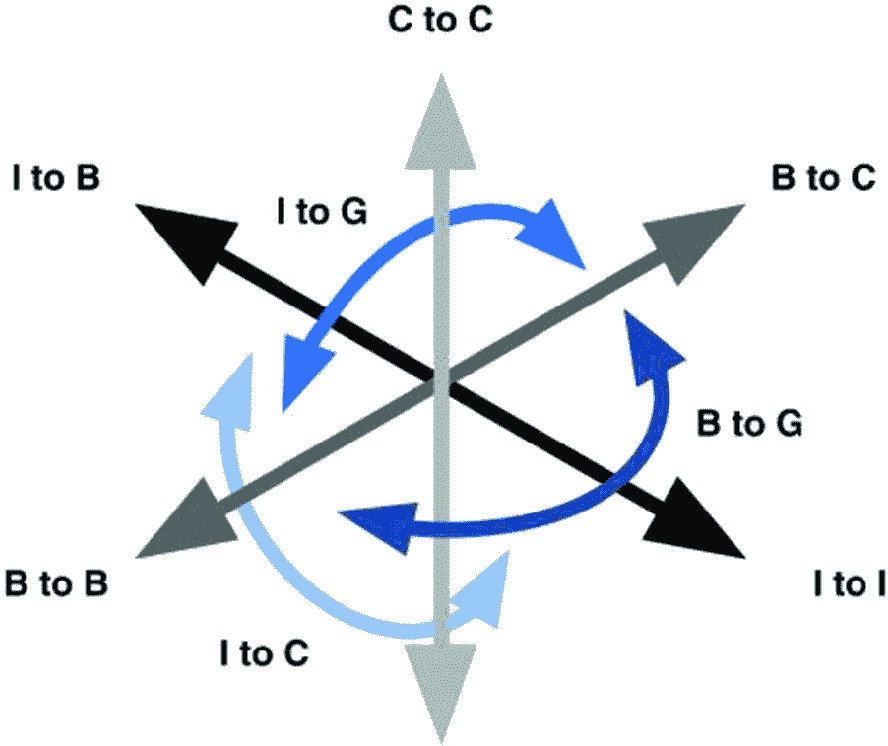 C to C
I to B
B to C
I to G
B to G
B to B
I to I
I to C